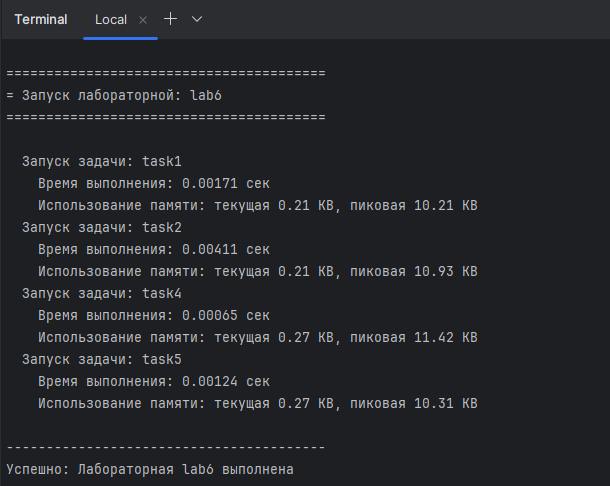 Terminal Local × +
========================================
= Запуск лабораторной: lab6
========================================
Запуск задачи: task1
Время выполнения: 0.00171 сек
Использование памяти: текущая 0.21 KB, пиковая 10.21 KB
Запуск задачи: task2
Время выполнения: 0.00411 сек
Использование памяти: текущая 0.21 KB, пиковая 10.93 KB
Запуск задачи: task4
Время выполнения: 0.00065 сек
Использование памяти: текущая 0.27 KB, пиковая 11.42 KB
Запуск задачи: task5
Время выполнения: 0.00124 сек
Использование памяти: текущая 0.27 KB, пиковая 10.31 KB
----------------------------------------
Успешно: Лабораторная lab6 выполнена